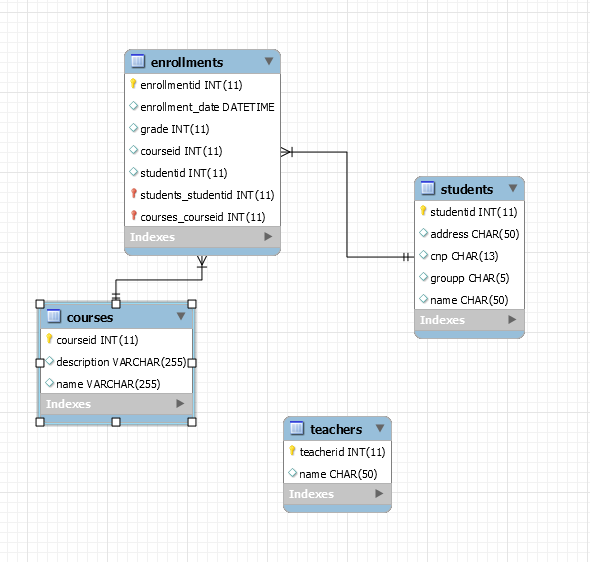 enrollments
enrollmentid INT(11)
enrollment_date DATETIME
grade INT(11)
courseid INT(11)
studentid INT(11)
students_studentid INT(11)
courses_courseid INT(11)
Indexes
students
studentid INT(11)
address CHAR(50)
cnp CHAR(13)
groupp CHAR(5)
name CHAR(50)
Indexes
courses
courseid INT(11)
description VARCHAR(255)
name VARCHAR(255)
Indexes
teachers
teacherid INT(11)
name CHAR(50)
Indexes